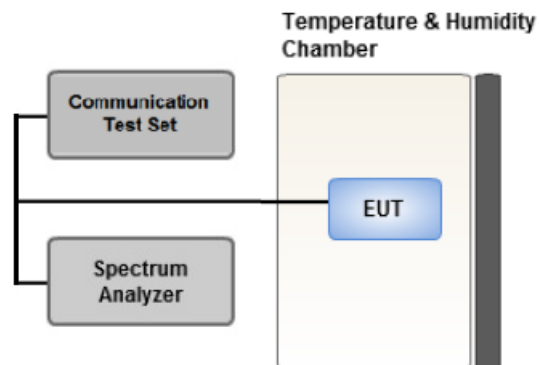 Temperature & Humidity
Chamber
Communication
Test Set
EUT
Spectrum
Analyzer